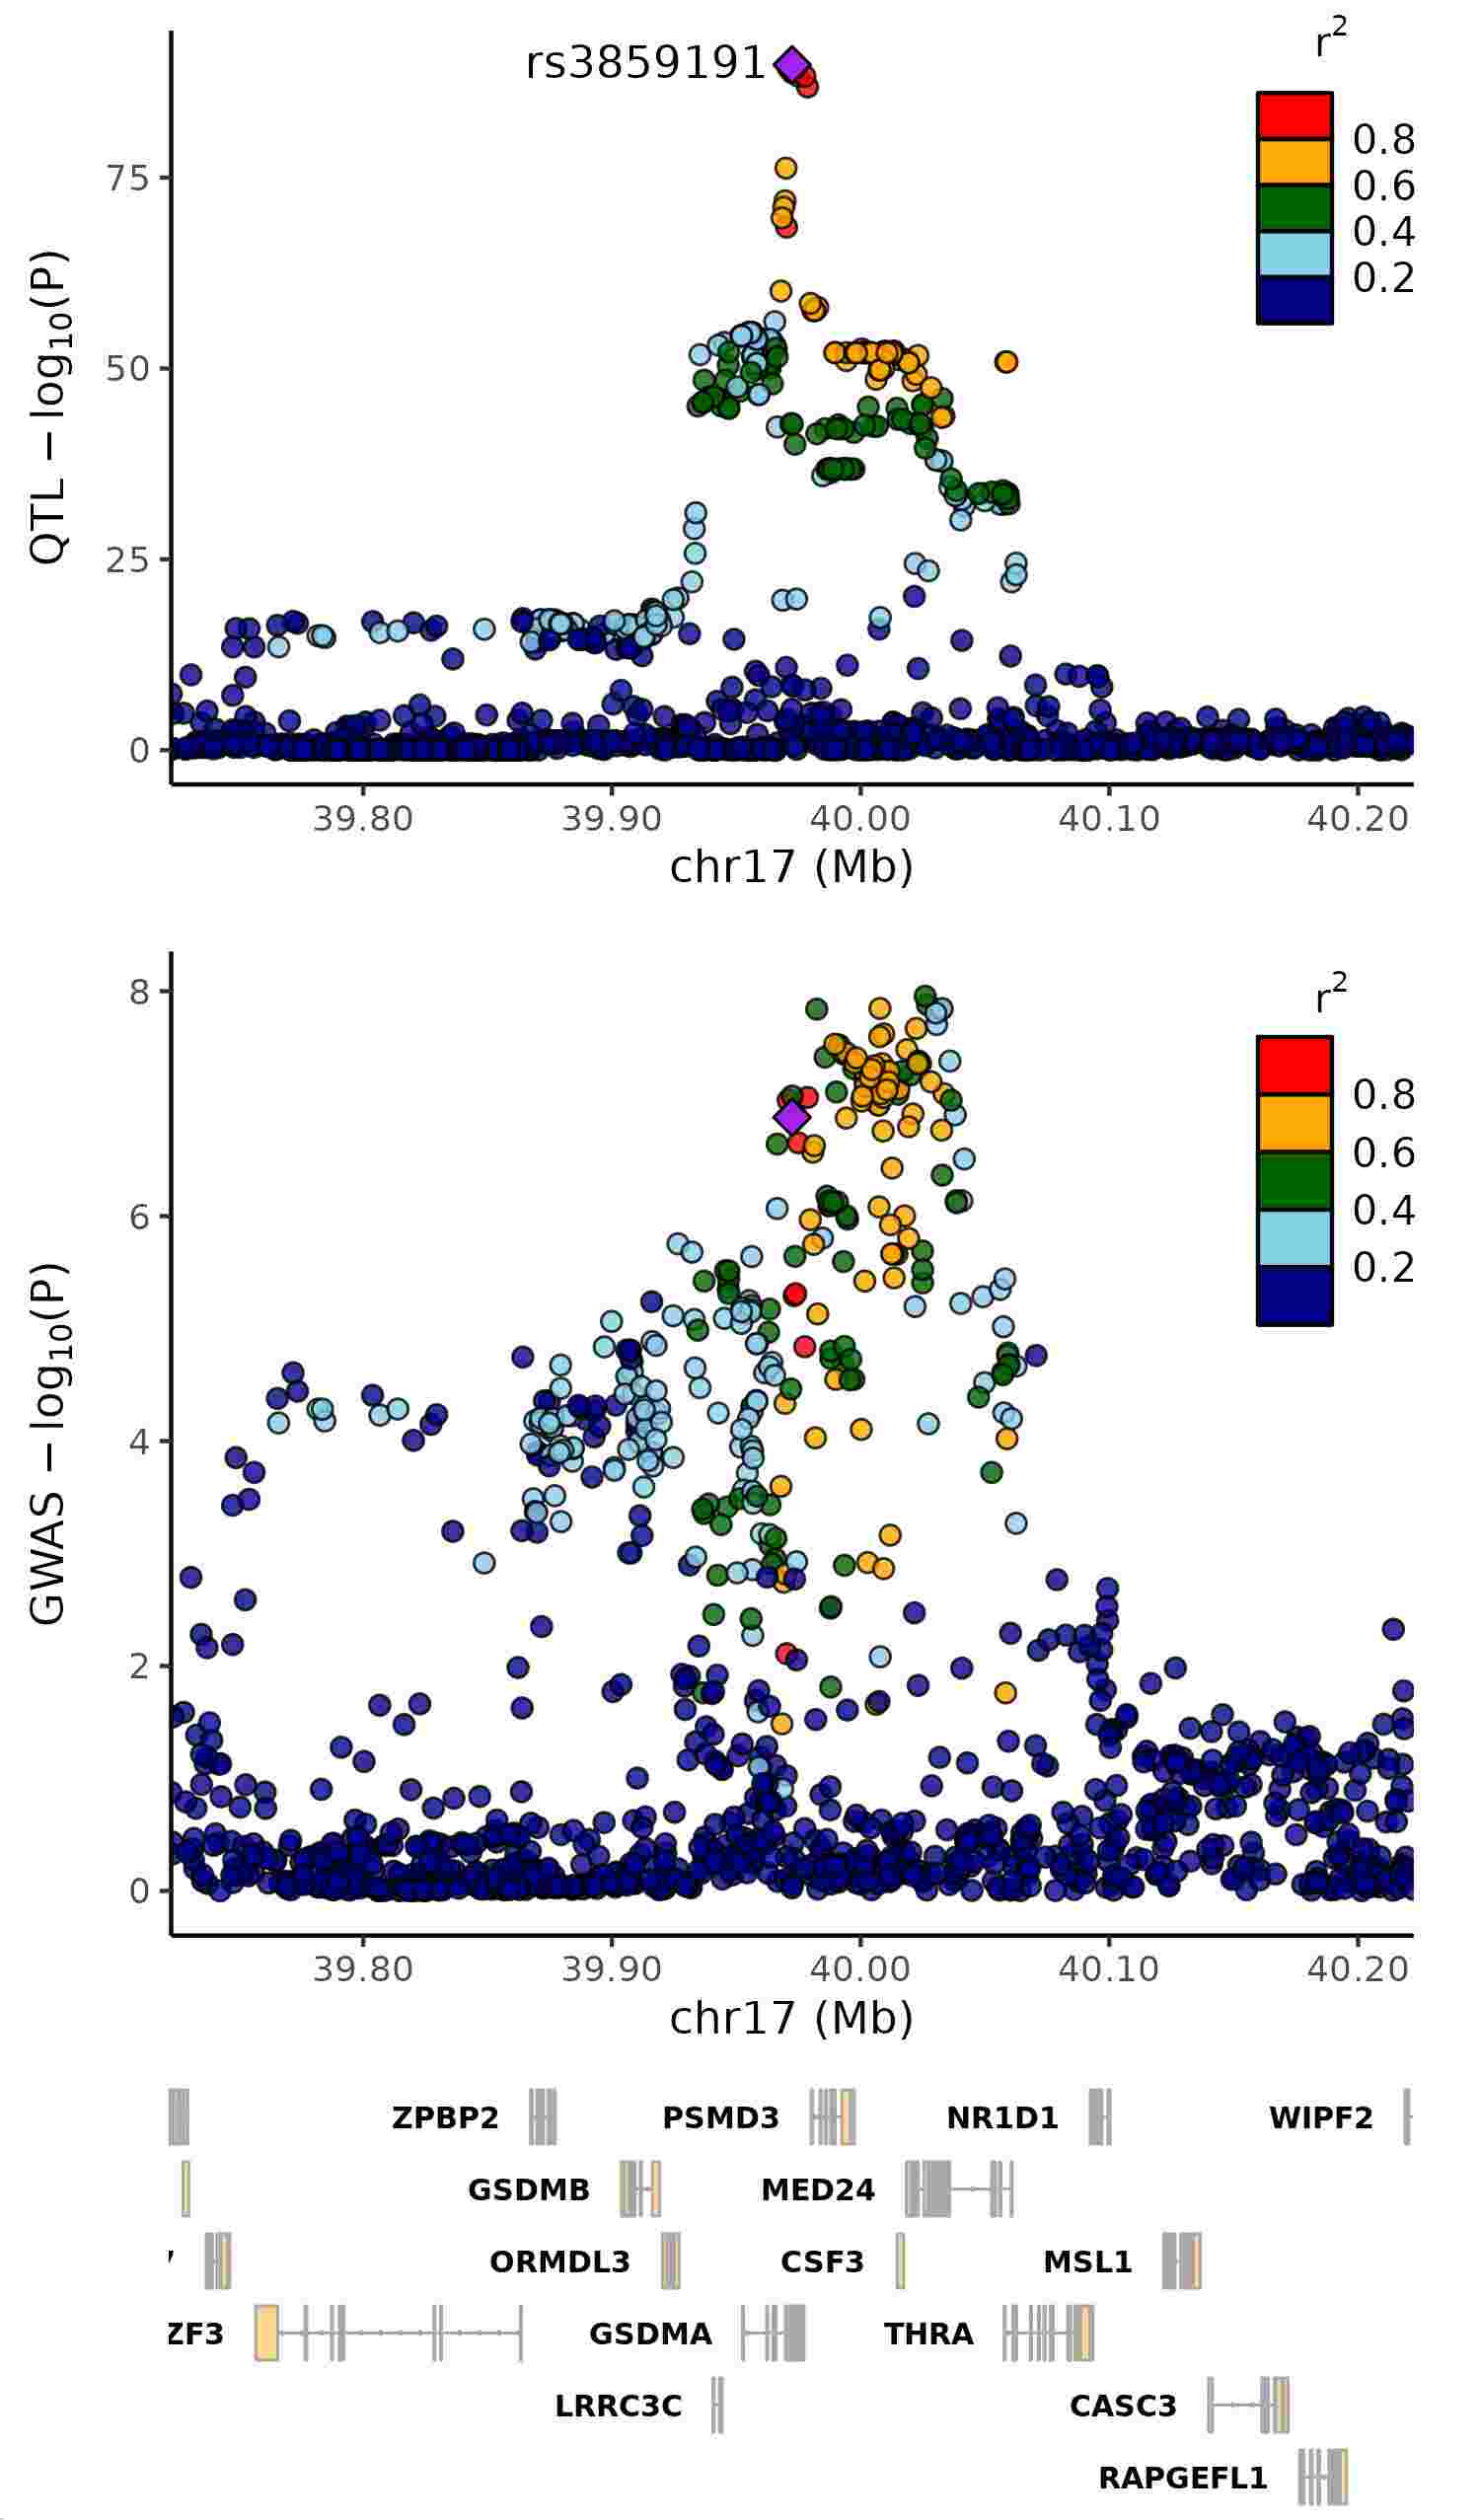 rs3859191
r2
0.8
0.6
0.4
0.2
75
50
25
0
QTL − log10(P)
39.80 39.90 40.00 40.10 40.20
chr17 (Mb)
r2
0.8
0.6
0.4
0.2
8
6
4
2
0
GWAS − log10(P)
39.80 39.90 40.00 40.10 40.20
chr17 (Mb)
ZPBP2 PSMD3 NR1D1 WIPF2
GSDMB MED24
ORMDL3 CSF3 MSL1
ZF3 GSDMA THRA
LRRC3C CASC3
RAPGEFL1